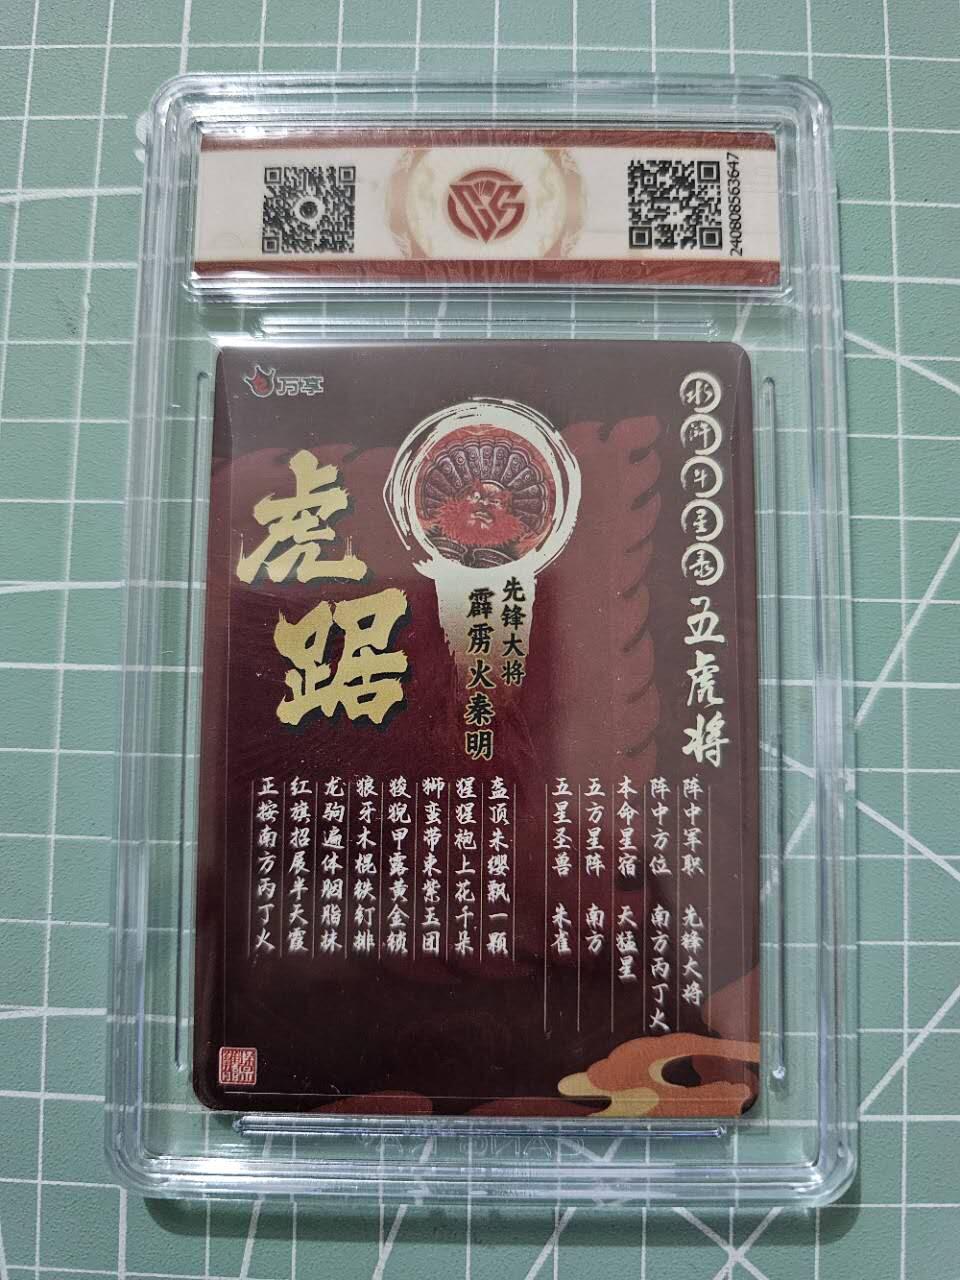 240808563647
万享
水浒斗星录 五虎将
虎踞
先锋大将
霹雳火秦明
阵中军职 先锋大将
阵中方位 南方丙丁火
本命星宿 天猛星
五方星阵 南方
五星圣兽 朱雀
盔顶朱缨飘一颗
猩猩袍上花千朵
狮蛮带束紫玉团
狻猊甲露黄金锁
狼牙木棍铁钉排
龙驹遍体胭脂抹
红旗招展半天霞
正按南方丙丁火